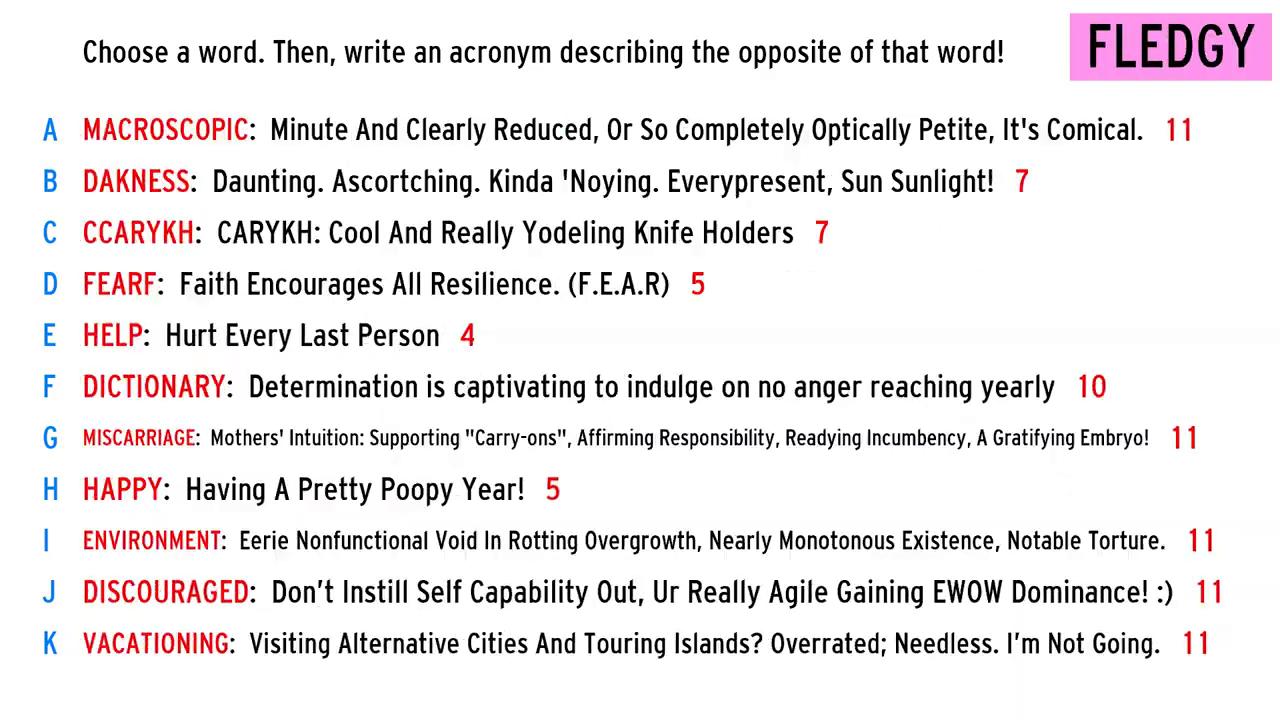 Choose a word. Then, write an acronym describing the opposite of that word!
FLEDGY
A MACROSCOPIC: Minute And Clearly Reduced, Or So Completely Optically Petite, It's Comical. 11
B DAKNESS: Daunting. Ascortching. Kinda 'Noying. Everypresent, Sun Sunlight! 7
C CCARYKH: CARYKH: Cool And Really Yodeling Knife Holders 7
D FEARF: Faith Encourages All Resilience. (F.E.A.R) 5
E HELP: Hurt Every Last Person 4
F DICTIONARY: Determination is captivating to indulge on no anger reaching yearly 10
G MISCARRIAGE: Mothers' Intuition: Supporting "Carry-ons", Affirming Responsibility, Readying Incumbency, A Gratifying Embryo! 11
H HAPPY: Having A Pretty Poopy Year! 5
I ENVIRONMENT: Eerie Nonfunctional Void In Rotting Overgrowth, Nearly Monotonous Existence, Notable Torture. 11
J DISCOURAGED: Don’t Instill Self Capability Out, Ur Really Agile Gaining EWOW Dominance! :) 11
K VACATIONING: Visiting Alternative Cities And Touring Islands? Overrated; Needless. I’m Not Going. 11